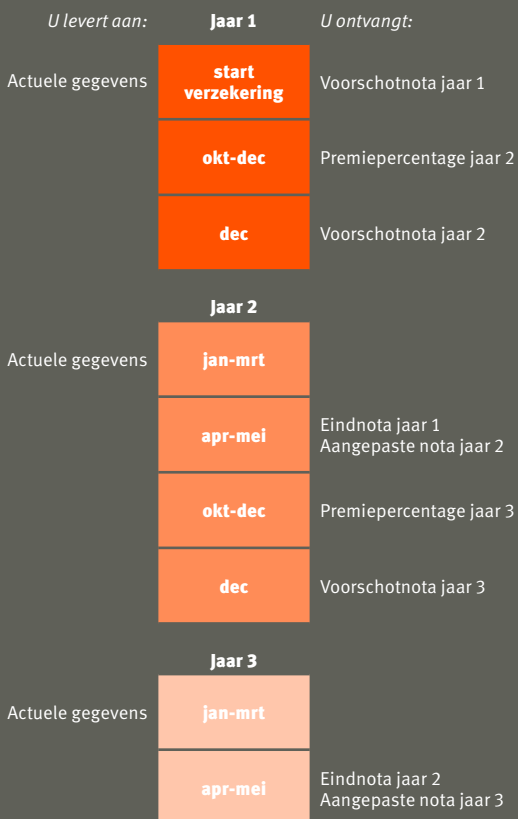 U levert aan: Jaar 1 U ontvangt:
Actuele gegevens start verzekering Voorschotnota jaar 1
okt-dec Premiepercentage jaar 2
dec Voorschotnota jaar 2
Jaar 2
Actuele gegevens jan-mrt
apr-mei Eindnota jaar 1
Aangepaste nota jaar 2
okt-dec Premiepercentage jaar 3
dec Voorschotnota jaar 3
Jaar 3
Actuele gegevens jan-mrt
apr-mei Eindnota jaar 2
Aangepaste nota jaar 3